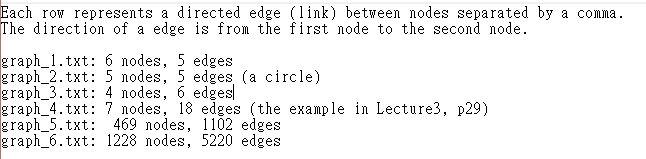 Each row represents a directed edge (link) between nodes separated by a comma.
The direction of a edge is from the first node to the second node.
graph_1.txt: 6 nodes, 5 edges
graph_2.txt: 5 nodes, 5 edges (a circle)
graph_3.txt: 4 nodes, 6 edges
graph_4.txt: 7 nodes, 18 edges (the example in Lecture3, p29)
graph_5.txt:  469 nodes, 1102 edges
graph_6.txt: 1228 nodes, 5220 edges